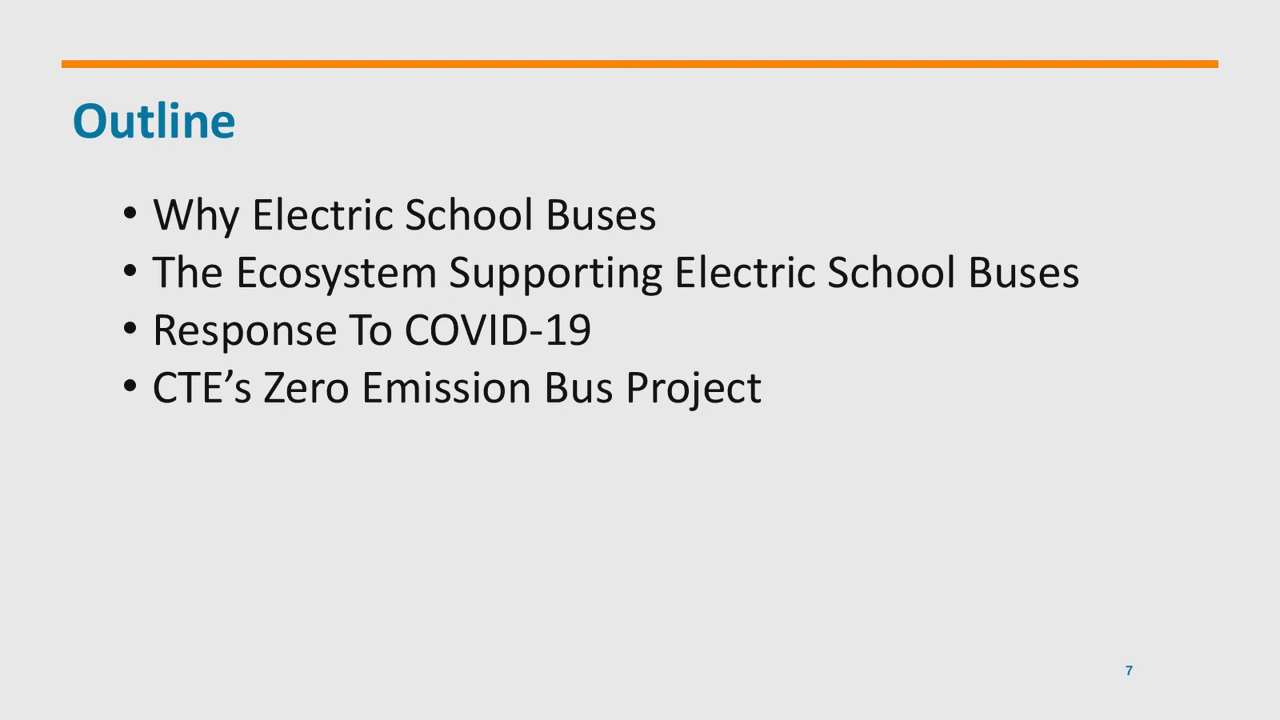 Outline
• Why Electric School Buses
• The Ecosystem Supporting Electric School Buses
• Response To COVID-19
• CTE’s Zero Emission Bus Project
7